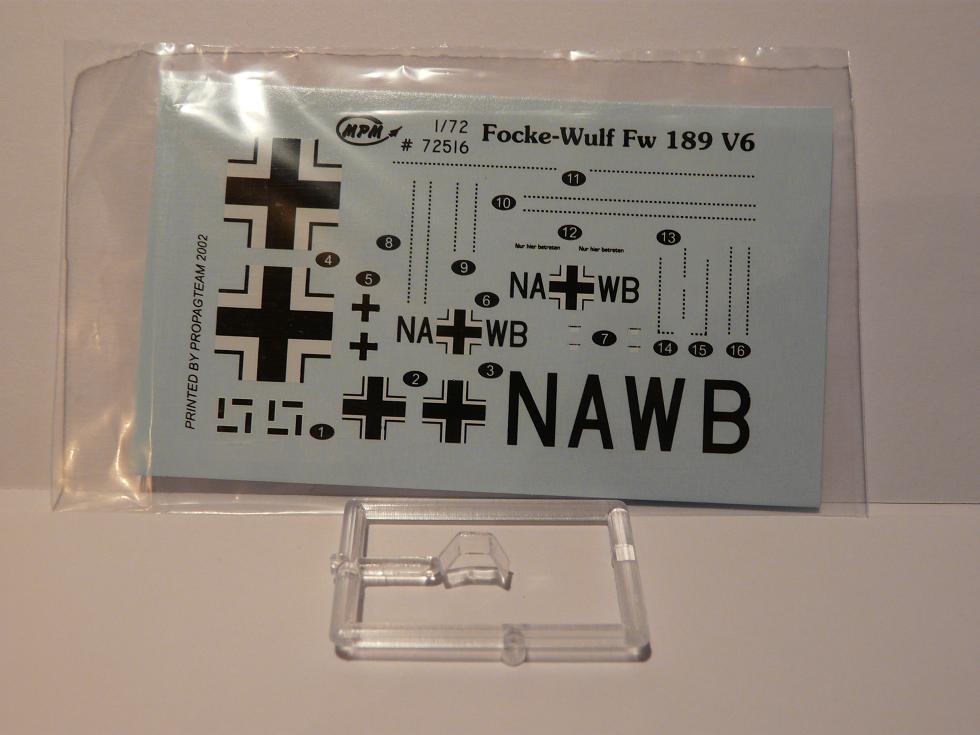 MPM
1/72
# 72516
Focke-Wulf Fw 189 V6
11
10
12
13
8
Nur hier betreten
Nur hier betreten
4
9
5
NA WB
6
NA WB
7
14
15
16
3
2
NAWB
1
PRINTED BY PROPAGTEAM 2002